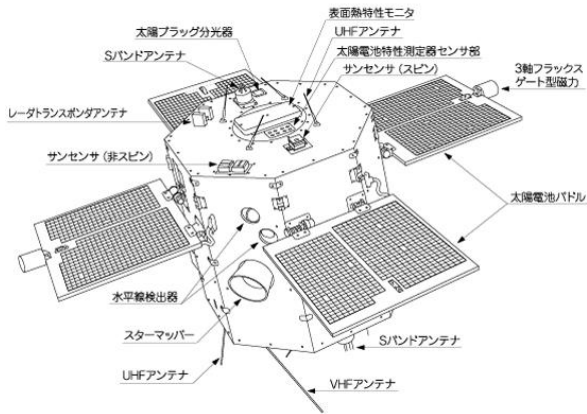 表面熱特性モニタ
太陽プラッグ分光器
UHFアンテナ
Sバンドアンテナ
太陽電池特性測定器センサ部
サンセンサ（スピン）
3軸フラックス
ゲート型磁力
レーダトランスポンダアンテナ
サンセンサ（非スピン）
太陽電池パドル
水平線検出器
スターマッパー
Sバンドアンテナ
UHFアンテナ
VHFアンテナ